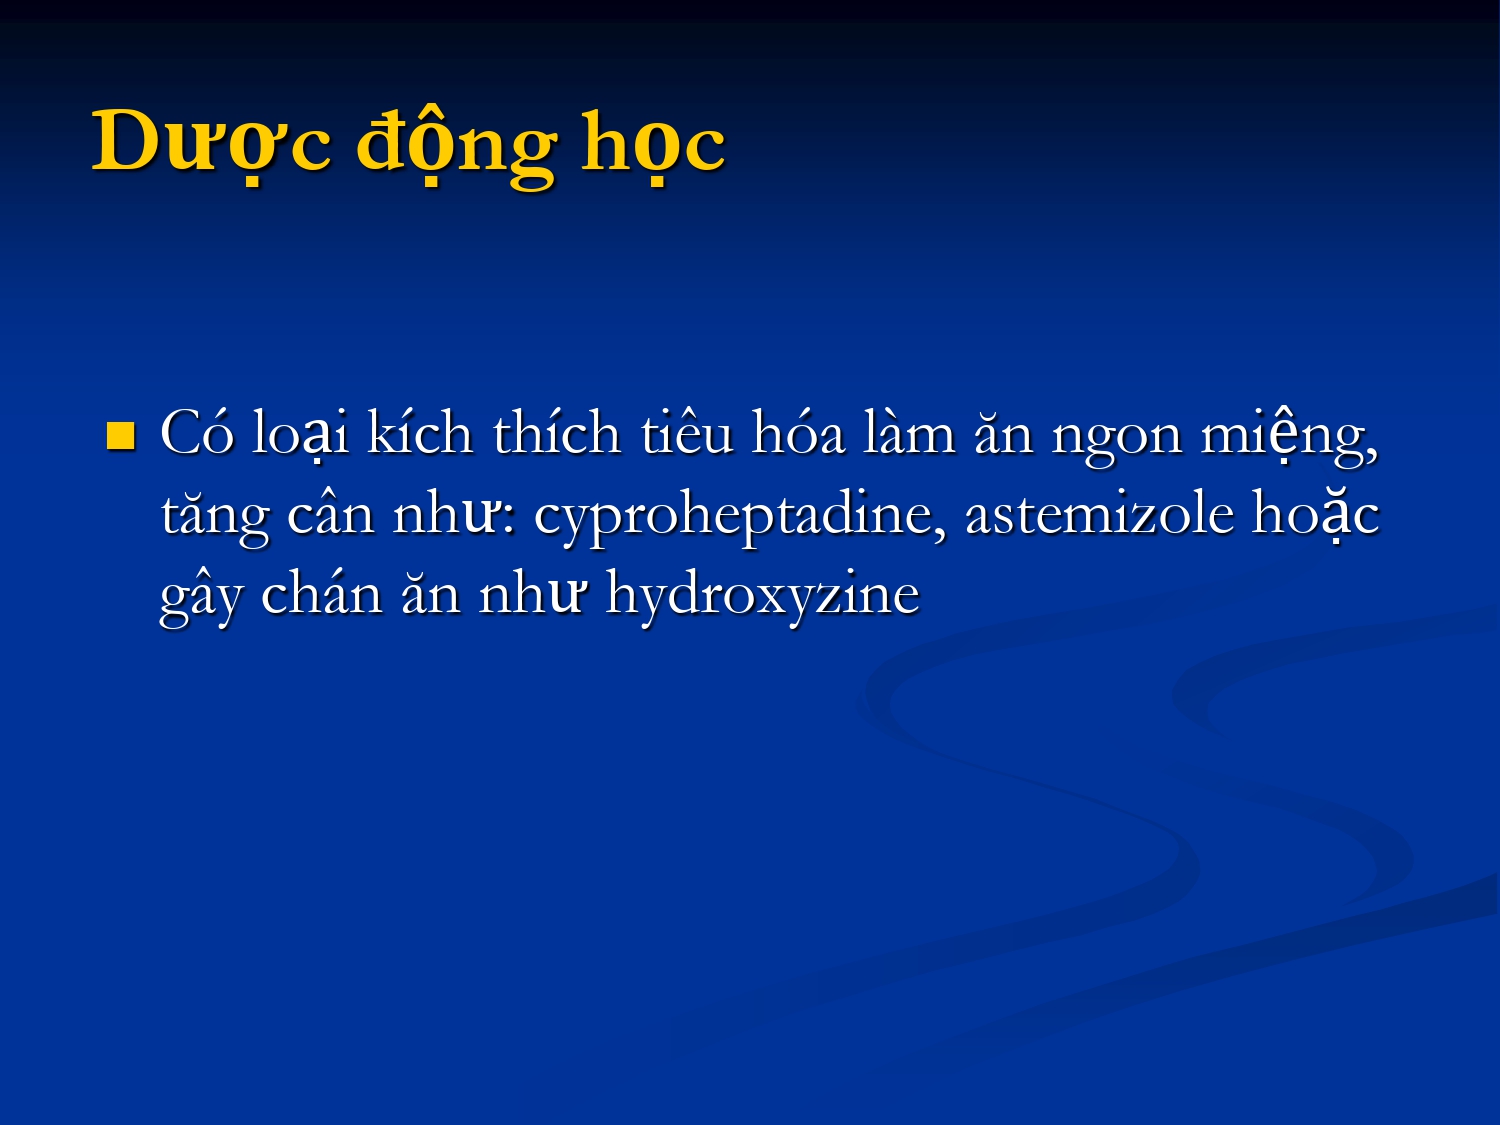 Dược động học
Có loại kích thích tiêu hóa làm ăn ngon miệng,
tăng cân như: cyproheptadine, astemizole hoặc
gây chán ăn như hydroxyzine